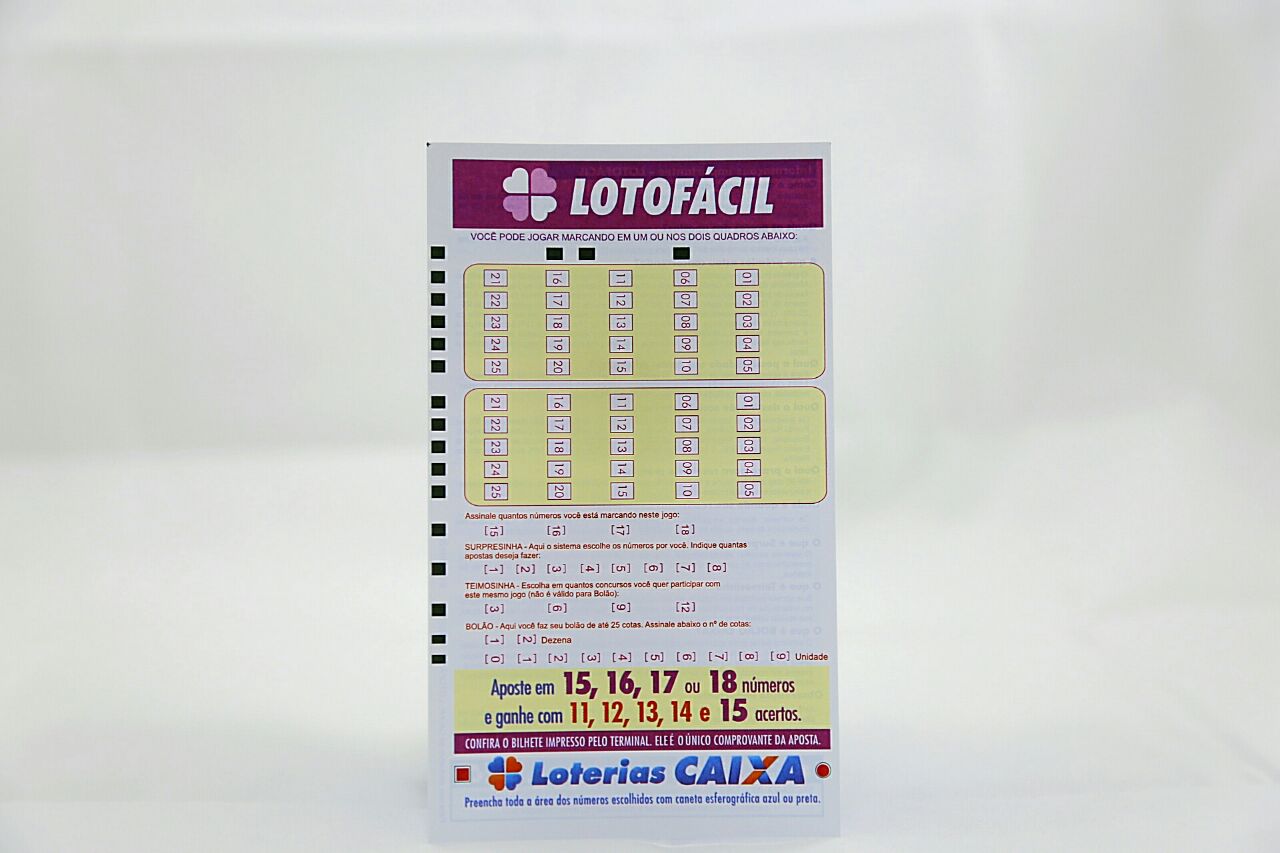 LOTOFÁCIL
VOCÊ PODE JOGAR MARCANDO EM UM OU NOS DOIS QUADROS ABAIXO:
21 16 11 06 01
22 17 12 07 02
23 18 13 08 03
24 19 14 09 04
25 20 15 10 05
21 16 11 06 01
22 17 12 07 02
23 18 13 08 03
24 19 14 09 04
25 20 15 10 05
Assinale quantos números você está marcando neste jogo:
[15] [16] [17] [18]
SURPRESINHA - Aqui o sistema escolhe os números por você. Indique quantas
apostas deseja fazer:
[1] [2] [3] [4] [5] [6] [7] [8]
TEIMOSINHA - Escolha em quantos concursos você quer participar com
este mesmo jogo (não é válido para Bolão):
[3] [6] [9] [12]
BOLÃO - Aqui você faz seu bolão de até 25 cotas. Assinale abaixo o nº de cotas:
[1] [2] Dezena
[0] [1] [2] [3] [4] [5] [6] [7] [8] [9] Unidade
Aposte em 15, 16, 17 ou 18 números
e ganhe com 11, 12, 13, 14 e 15 acertos.
CONFIRA O BILHETE IMPRESSO PELO TERMINAL. ELE É O ÚNICO COMPROVANTE DA APOSTA.
Loterias CAIXA
Preencha toda a área dos números escolhidos com caneta esferográfica azul ou preta.